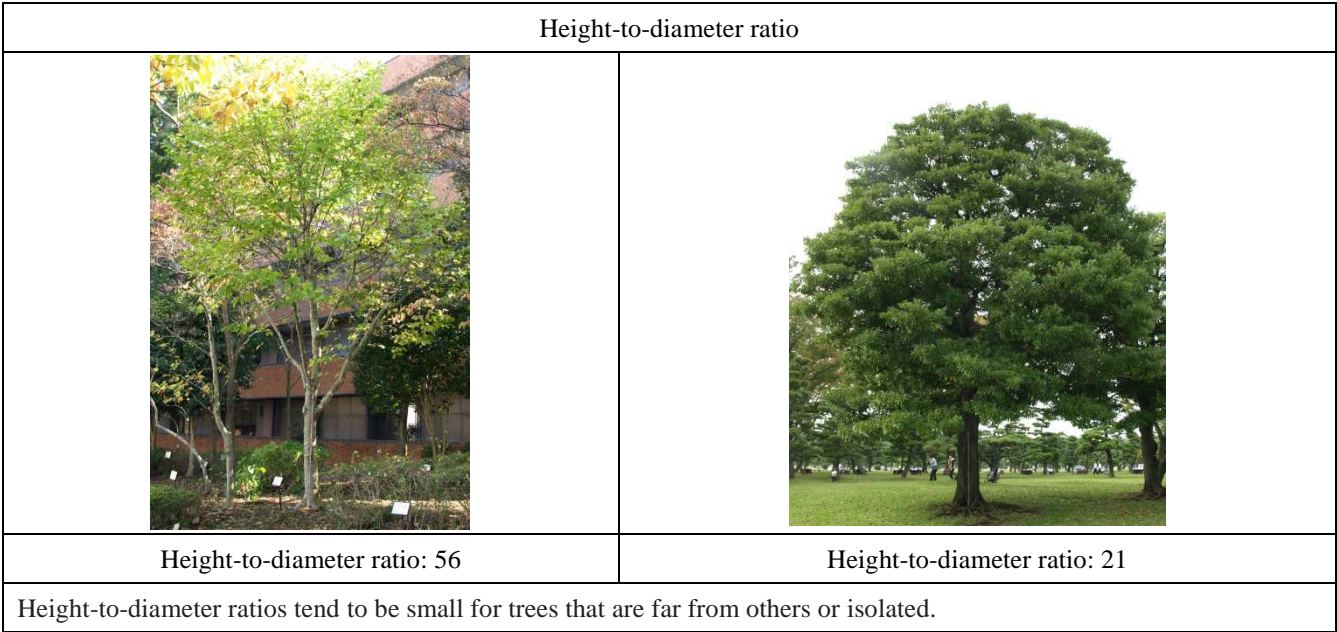 Height-to-diameter ratio
Height-to-diameter ratio: 56
Height-to-diameter ratio: 21
Height-to-diameter ratios tend to be small for trees that are far from others or isolated.